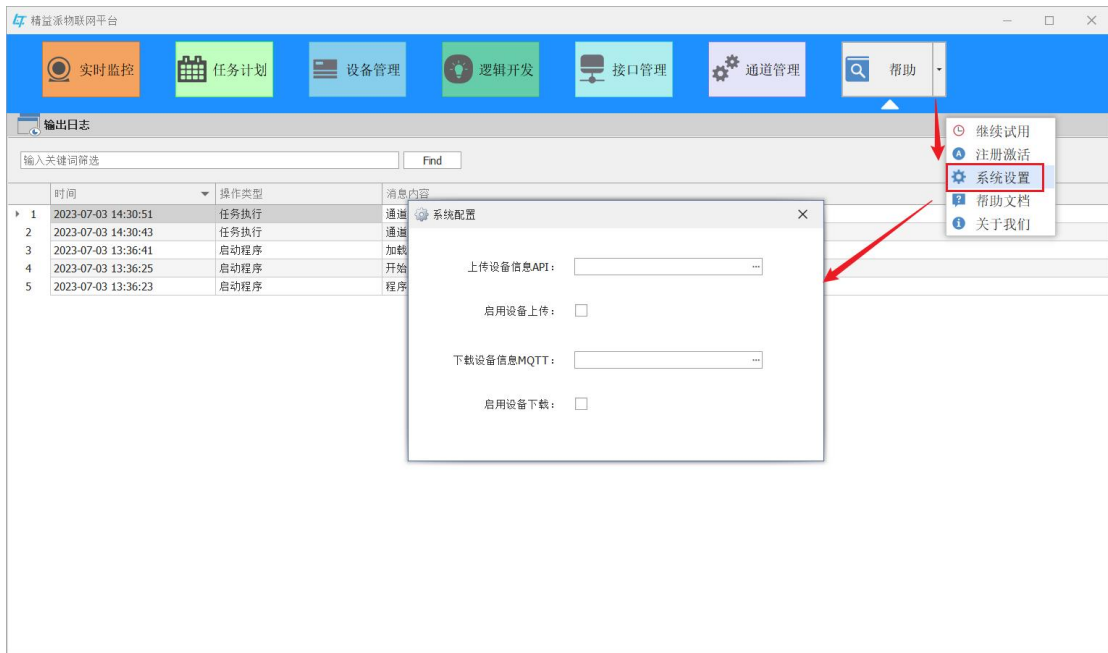 精益派物联网平台
实时监控 任务计划 设备管理 逻辑开发 接口管理 通道管理 帮助
输出日志
继续试用
注册激活
系统设置
帮助文档
关于我们
输入关键词筛选 Find
时间 操作类型 消息内容
1 2023-07-03 14:30:51 任务执行 通道
2 2023-07-03 14:30:43 任务执行 通道
3 2023-07-03 13:36:41 启动程序 加载
4 2023-07-03 13:36:25 启动程序 开始
5 2023-07-03 13:36:23 启动程序 程序
系统配置
上传设备信息API：
启用设备上传：
下载设备信息MQTT：
启用设备下载：